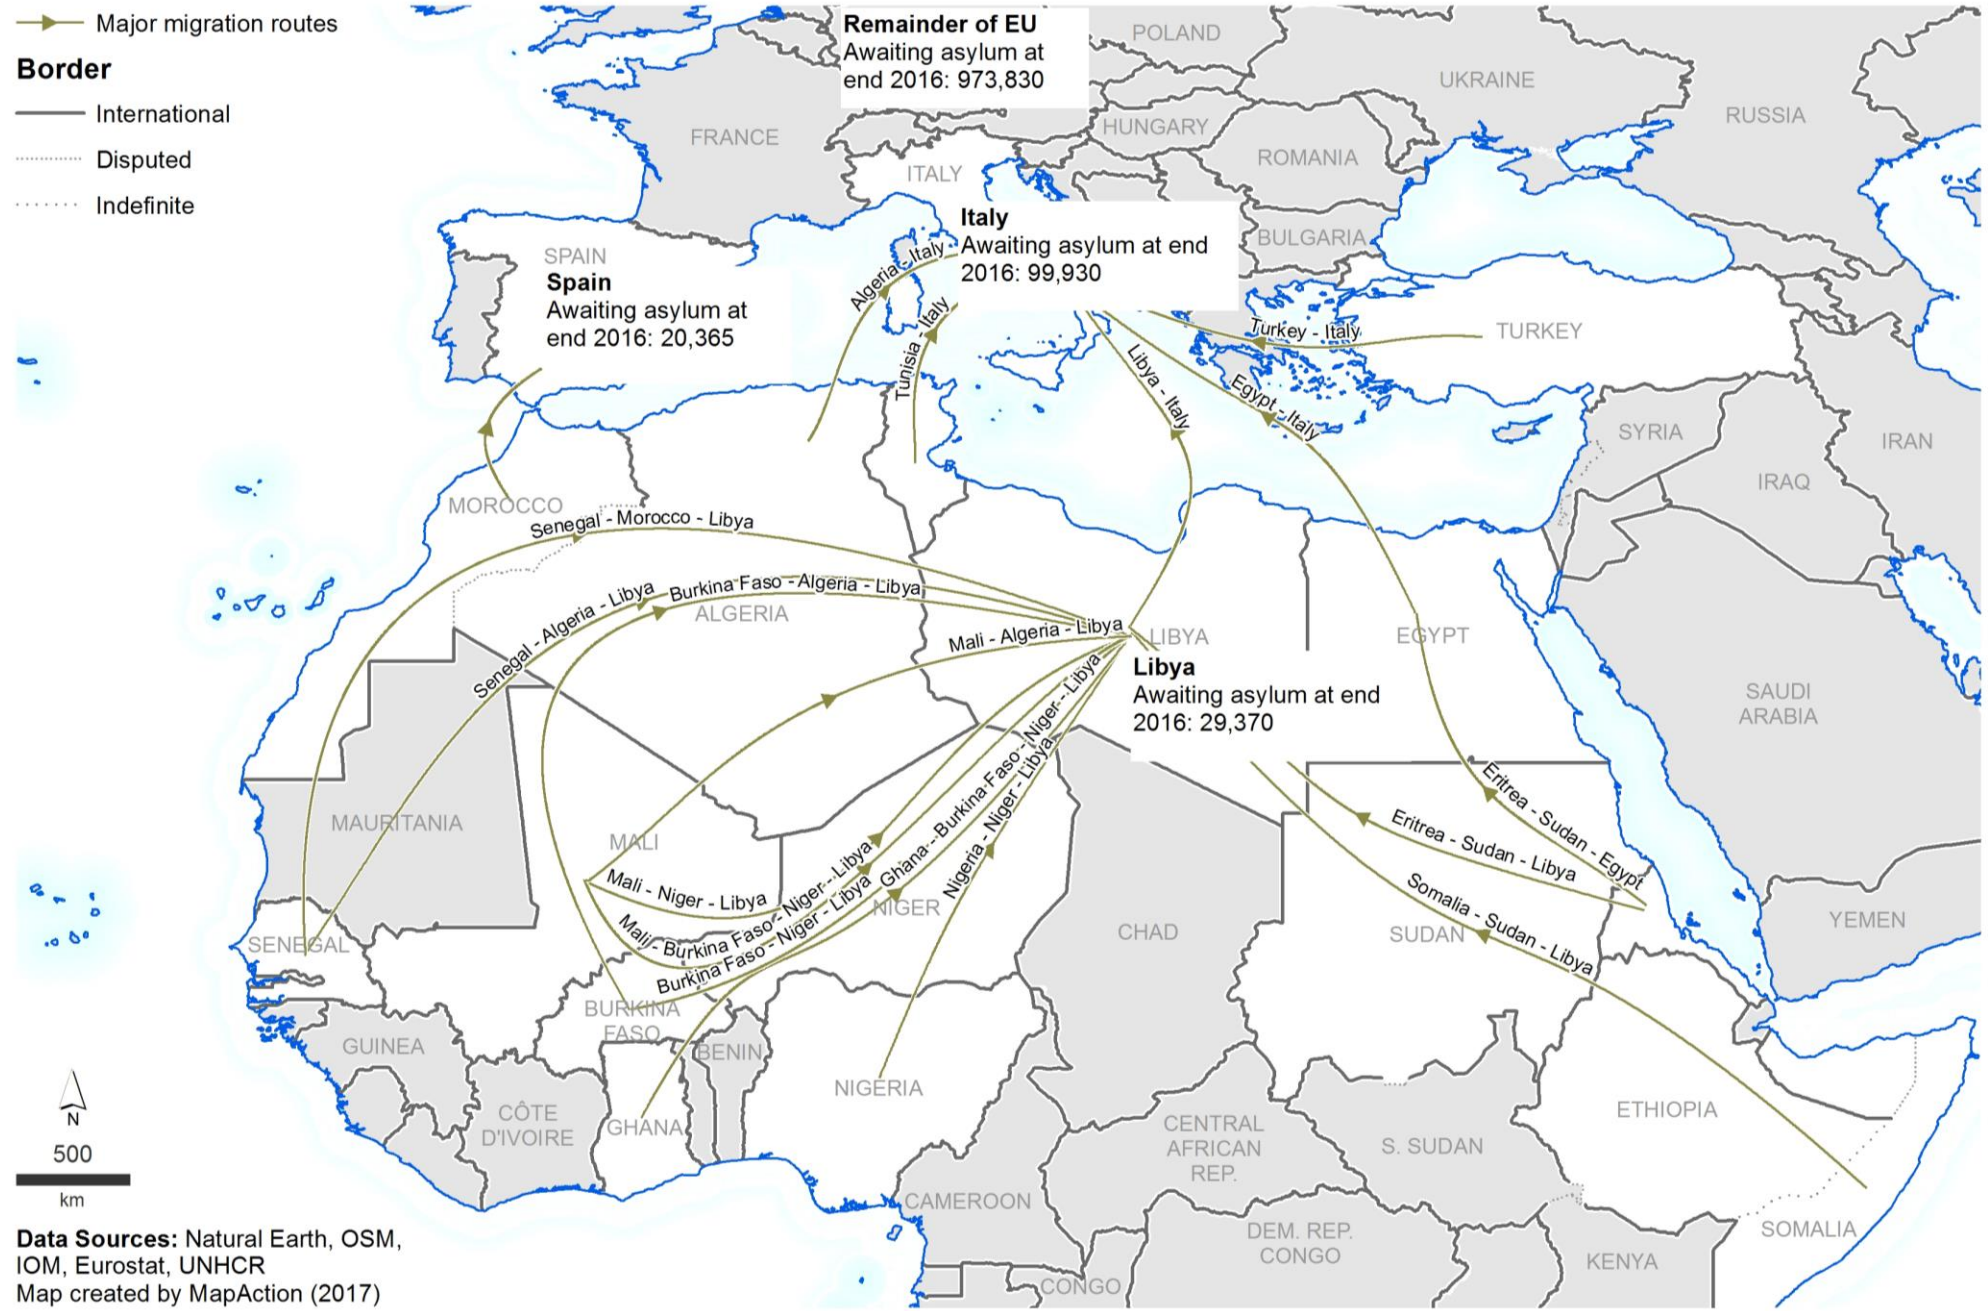 Major migration routes
Border
International
Disputed
Indefinite
Remainder of EU
Awaiting asylum at
end 2016: 973,830
POLAND
UKRAINE
RUSSIA
FRANCE
HUNGARY
ROMANIA
ITALY
Italy
Awaiting asylum at end
2016: 99,930
BULGARIA
SPAIN
Spain
Awaiting asylum at
end 2016: 20,365
Algeria - Italy
Tunisia - Italy
Turkey - Italy
TURKEY
Libya - Italy
Egypt - Italy
SYRIA
IRAN
IRAQ
MOROCCO
Senegal - Morocco - Libya
Senegal - Algeria - Libya
Burkina Faso - Algeria - Libya
ALGERIA
Mali - Algeria - Libya
LIBYA
EGYPT
Libya
Awaiting asylum at end
2016: 29,370
SAUDI
ARABIA
MAURITANIA
MALI
Mali - Niger - Libya
Mali - Burkina Faso - Niger - Libya
Burkina Faso - Niger - Libya
Ghana - Burkina Faso - Niger - Libya
Nigeria - Niger - Libya
NIGER
Eritrea - Sudan - Egypt
Eritrea - Sudan - Libya
Somalia - Sudan - Libya
CHAD
SUDAN
YEMEN
SENEGAL
BURKINA
FASO
GUINEA
BENIN
NIGERIA
CÔTE
D'IVOIRE
GHANA
ETHIOPIA
CENTRAL
AFRICAN
REP.
S. SUDAN
CAMEROON
DEM. REP.
CONGO
SOMALIA
KENYA
CONGO
N
500
km
Data Sources: Natural Earth, OSM,
IOM, Eurostat, UNHCR
Map created by MapAction (2017)